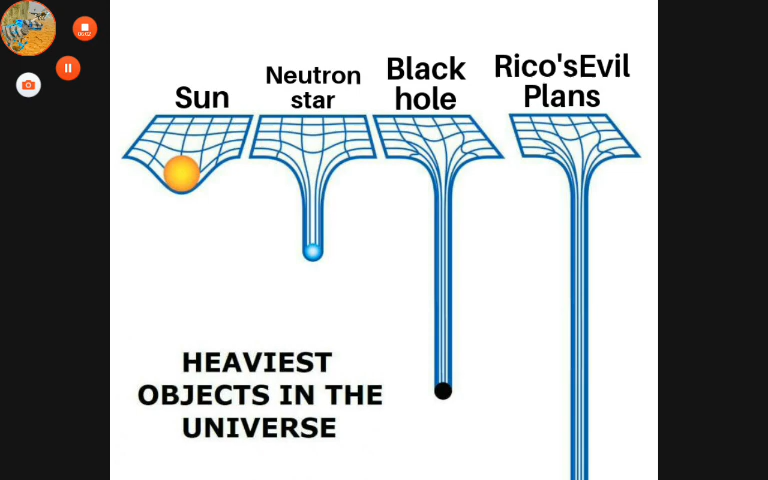 Sun
Neutron
star
Black
hole
Rico'sEvil
Plans
HEAVIEST
OBJECTS IN THE
UNIVERSE